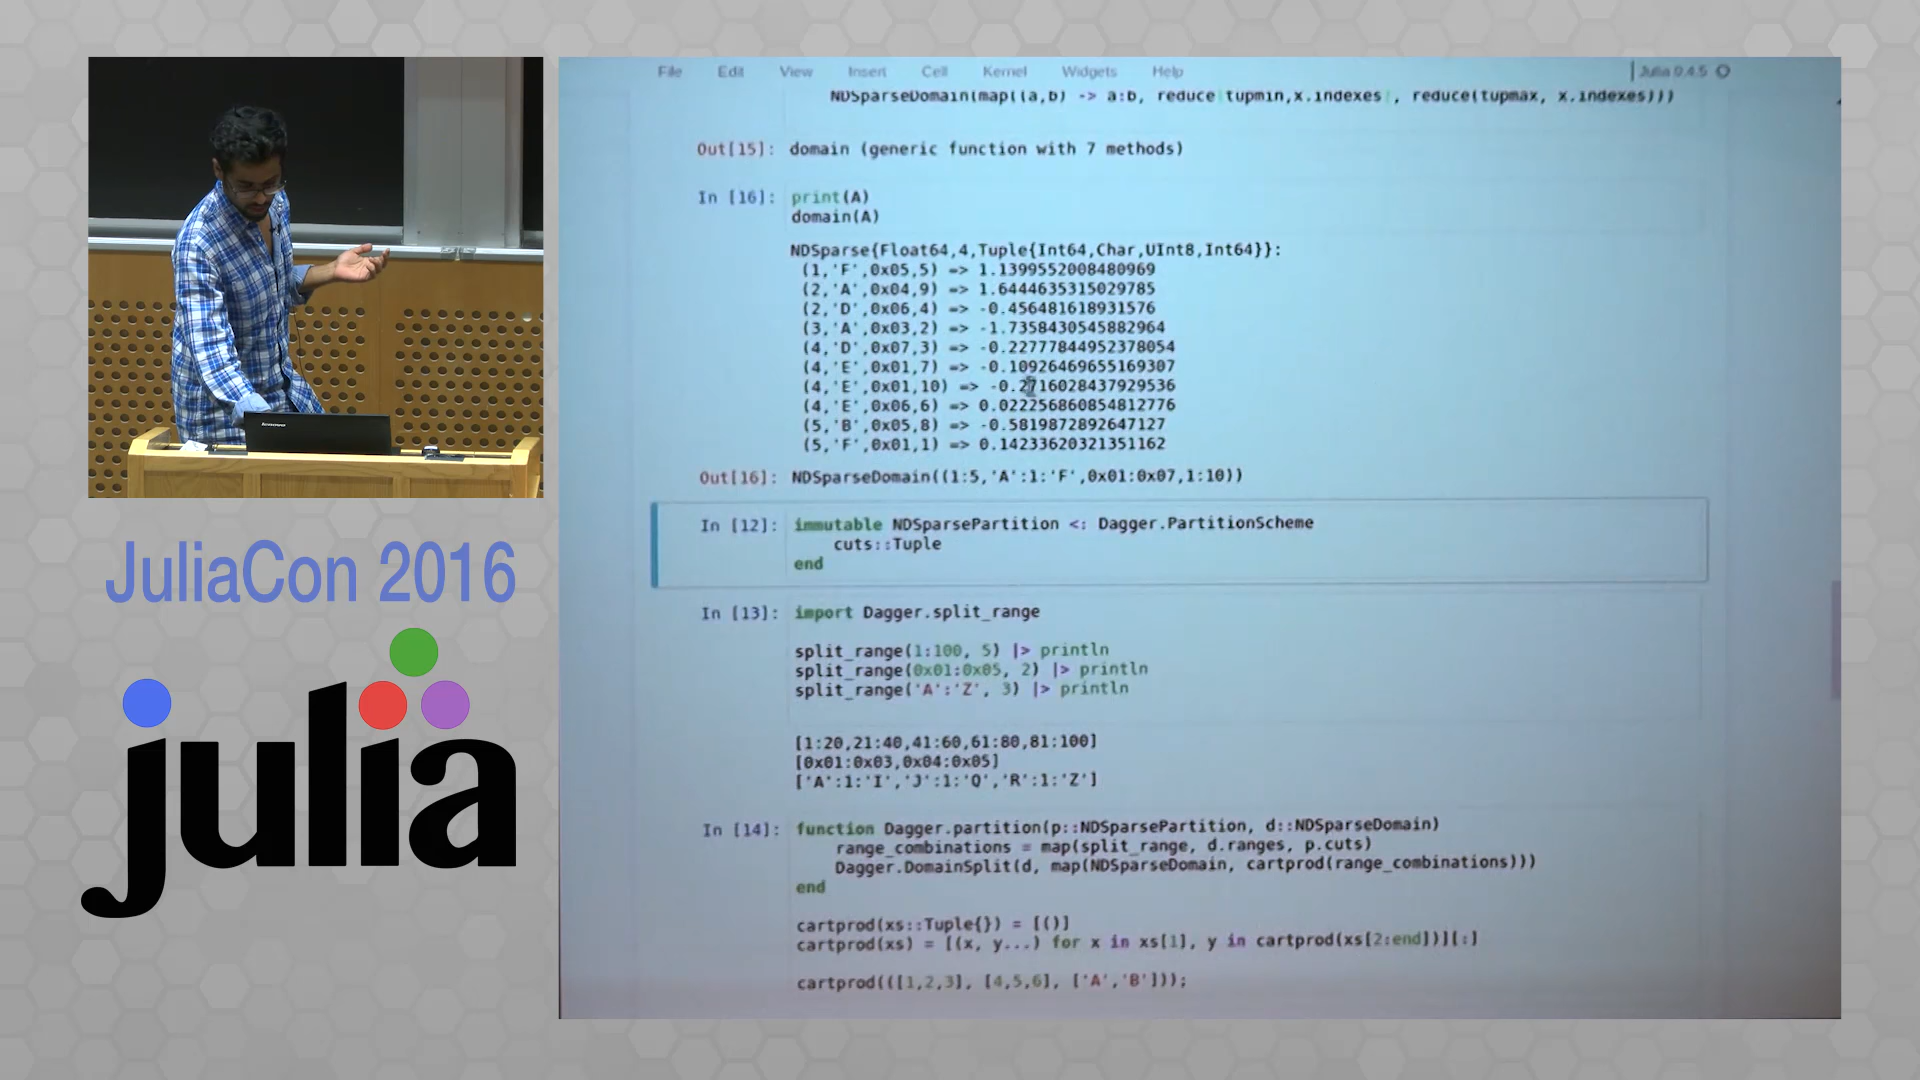 File Edit View Insert Cell Kernel Widgets Help
Julia 0.4.5
NDSparseDomain(map((a,b) -> a:b, reduce(tupmin,x.indexes), reduce(tupmax, x.indexes)))
Out[15]: domain (generic function with 7 methods)
In [16]: print(A)
domain(A)
NDSparse{Float64,4,Tuple{Int64,Char,UInt8,Int64}}:
(1,'F',0x05,5) => 1.1399552008480969
(2,'A',0x04,9) => 1.6444635315029785
(2,'D',0x06,4) => -0.456481618931576
(3,'A',0x03,2) => -1.7358430545882964
(4,'D',0x07,3) => -0.22777844952378054
(4,'E',0x01,7) => -0.10926469655169307
(4,'E',0x01,10) => -0.2716028437929536
(4,'E',0x06,6) => 0.022256860854812776
(5,'B',0x05,8) => -0.5819872892647127
(5,'F',0x01,1) => 0.14233620321351162
Out[16]: NDSparseDomain((1:5,'A':1:'F',0x01:0x07,1:10))
In [12]: immutable NDSparsePartition <: Dagger.PartitionScheme
cuts::Tuple
end
In [13]: import Dagger.split_range
split_range(1:100, 5) |> println
split_range(0x01:0x05, 2) |> println
split_range('A':'Z', 3) |> println
[1:20,21:40,41:60,61:80,81:100]
[0x01:0x03,0x04:0x05]
['A':1:'I','J':1:'Q','R':1:'Z']
In [14]: function Dagger.partition(p::NDSparsePartition, d::NDSparseDomain)
range_combinations = map(split_range, d.ranges, p.cuts)
Dagger.DomainSplit(d, map(NDSparseDomain, cartprod(range_combinations)))
end
cartprod(xs::Tuple{}) = [()]
cartprod(xs) = [(x, y...) for x in xs[1], y in cartprod(xs[2:end])][:]
cartprod(([1,2,3], [4,5,6], ['A','B']));
lenovo
JuliaCon 2016
julia